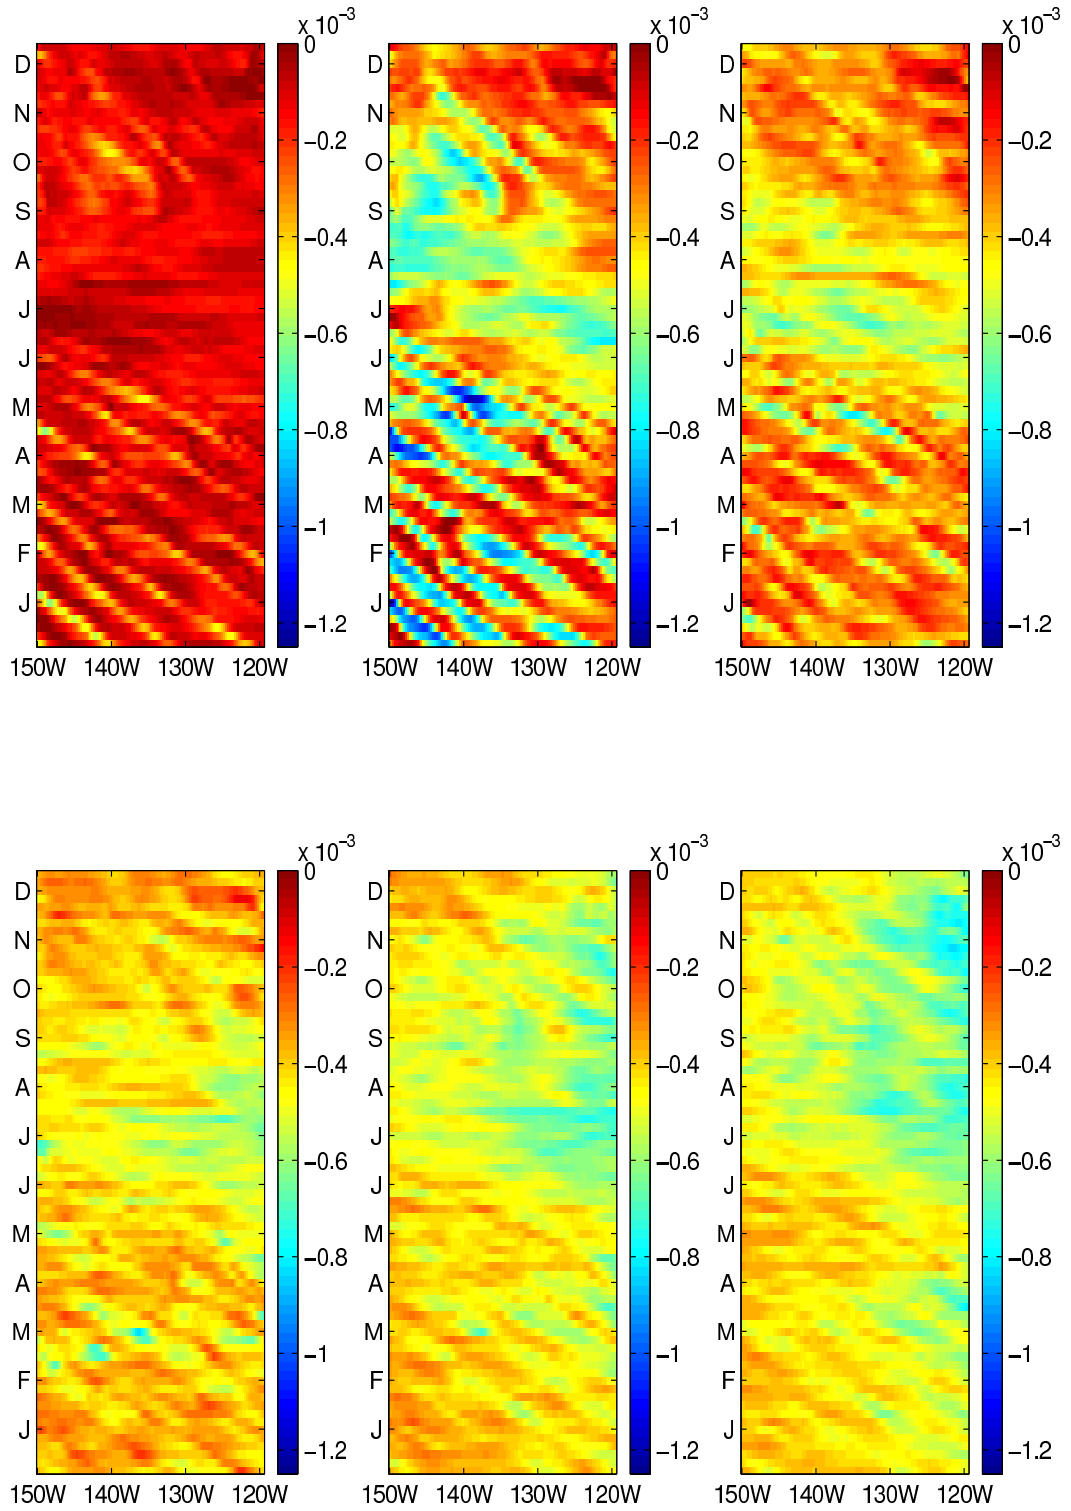 x 10−3 x 10−3 x 10−3
D 0 D 0 D 0
N N N
−0.2 −0.2 −0.2
O O O
S S S
−0.4 −0.4 −0.4
A A A
J J J
−0.6 −0.6 −0.6
J J J
M M M
−0.8 −0.8 −0.8
A A A
M M M
−1 −1 −1
F F F
J J J
−1.2 −1.2 −1.2
150W 140W 130W 120W 150W 140W 130W 120W 150W 140W 130W 120W
x 10−3 x 10−3 x 10−3
D 0 D 0 D 0
N N N
−0.2 −0.2 −0.2
O O O
S S S
−0.4 −0.4 −0.4
A A A
J J J
−0.6 −0.6 −0.6
J J J
M M M
−0.8 −0.8 −0.8
A A A
M M M
−1 −1 −1
F F F
J J J
−1.2 −1.2 −1.2
150W 140W 130W 120W 150W 140W 130W 120W 150W 140W 130W 120W